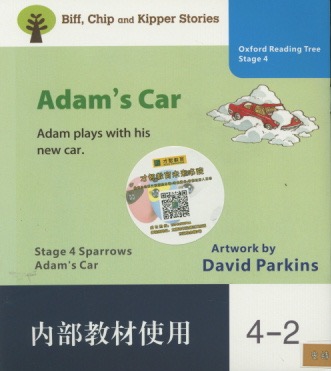 Biff, Chip and Kipper Stories
Oxford Reading Tree
Stage 4
Adam's Car
Adam plays with his
new car.
Stage 4 Sparrows
Adam's Car
Artwork by
David Parkins
内部教材使用
4-2